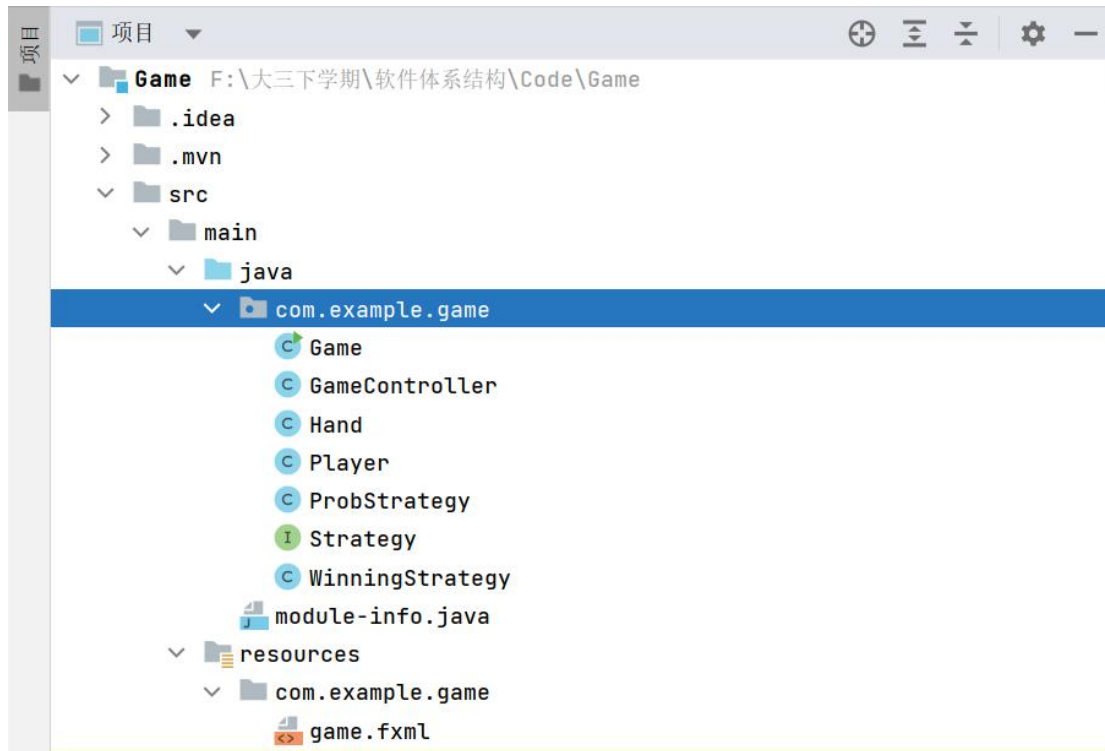 项目
项目
Game F:\大三下学期\软件体系结构\Code\Game
.idea
.mvn
src
main
java
com.example.game
Game
GameController
Hand
Player
ProbStrategy
Strategy
WinningStrategy
module-info.java
resources
com.example.game
game.fxml